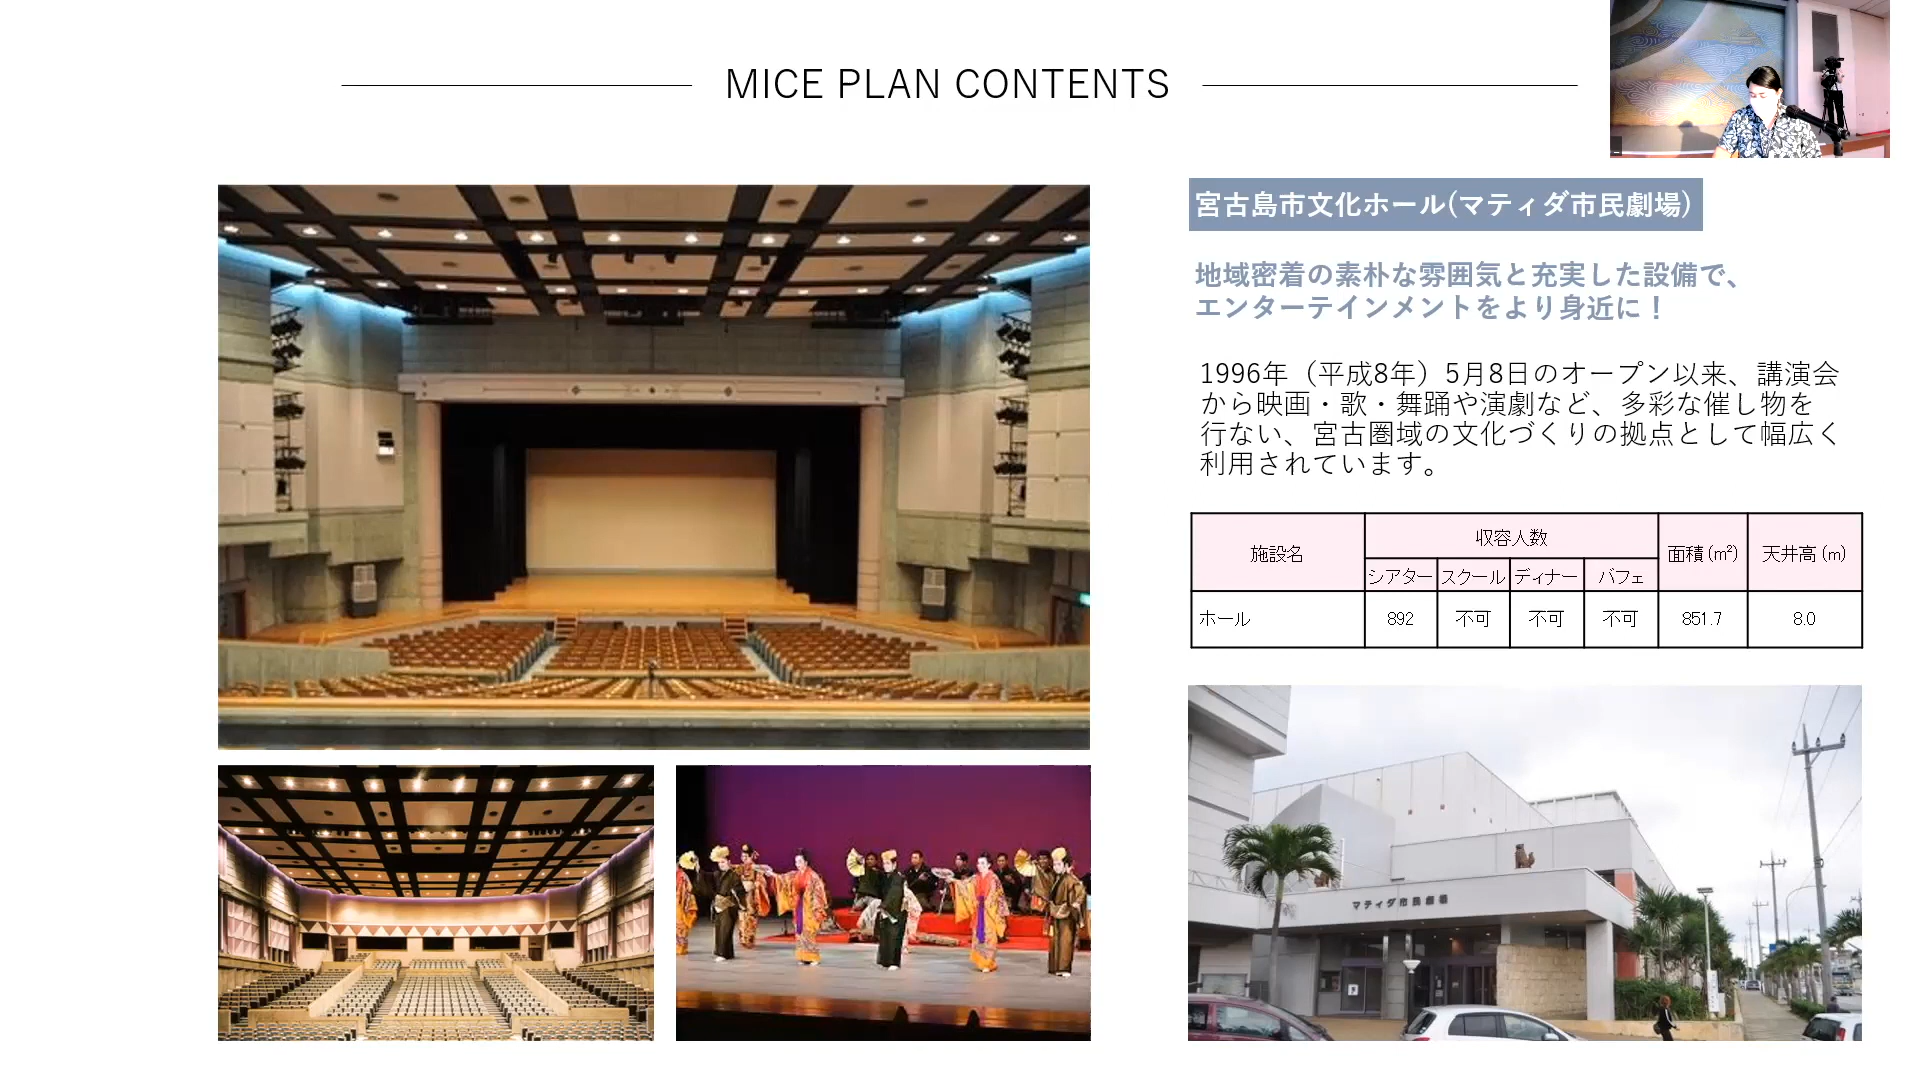 MICE PLAN CONTENTS
宮古島市文化ホール(マティダ市民劇場)
地域密着の素朴な雰囲気と充実した設備で、
エンターテインメントをより身近に！
1996年（平成8年）5月8日のオープン以来、講演会
から映画・歌・舞踊や演劇など、多彩な催し物を
行ない、宮古圏域の文化づくりの拠点として幅広く
利用されています。
施設名 収容人数 面積(m²) 天井高(m)
シアター スクール ディナー バフェ
ホール 892 不可 不可 不可 851.7 8.0
マティダ市民劇場